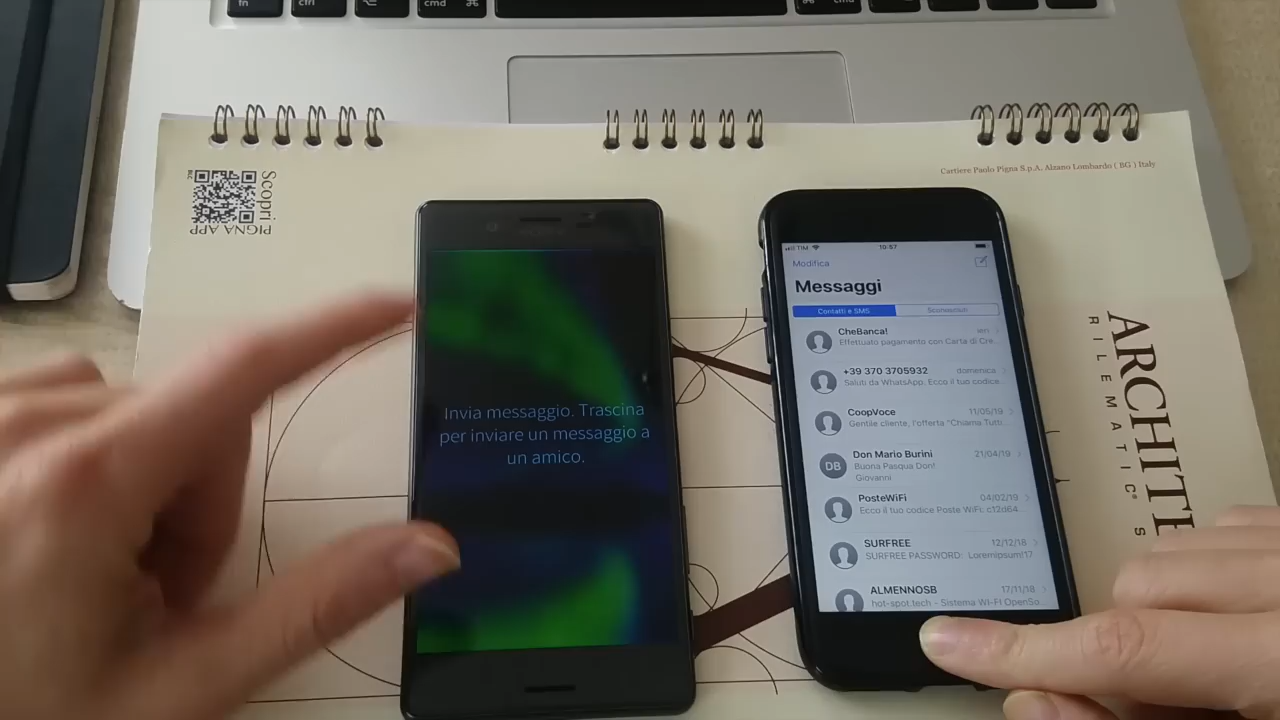 fn
ctrl
cmd
Scopri
PIGNA APP
Cartiere Paolo Pigna S.p.A. Alzano Lombardo ( BG ) Italy
Invia messaggio. Trascina
per inviare un messaggio a
un amico.
TIM
10:57
Modifica
Messaggi
Contatti e SMS
Sconosciuti
CheBanca!
ieri
Effettuato pagamento con Carta di Cre...
+39 370 3705932
domenica
Saluti da WhatsApp. Ecco il tuo codice...
CoopVoce
11/05/19
Gentile cliente, l'offerta "Chiama Tutti...
DB
Don Mario Burini
21/04/19
Buona Pasqua Don!
Giovanni
PosteWiFi
04/02/19
Ecco il tuo codice Poste WiFi: c12d64...
SURFREE
12/12/18
SURFREE PASSWORD: Loremipsum!17
ALMENNOSB
17/11/18
hot-spot.tech - Sistema WI-FI OpenSo
ARCHITE
RILEMATIC®
S